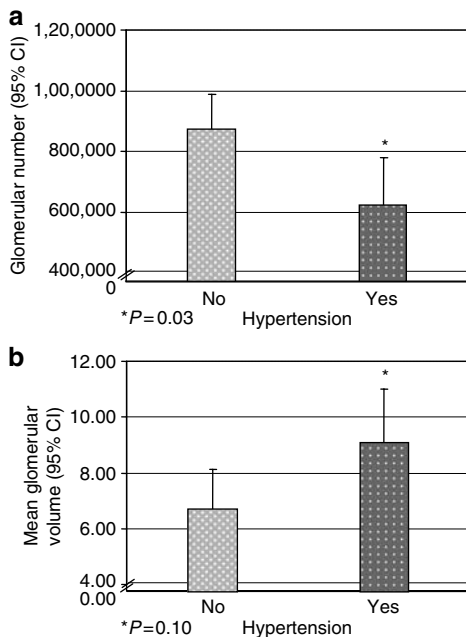 a
Glomerular number (95% CI)
1,20,0000
1,00,0000
800,000
600,000
400,000
0
*
No
Yes
*P=0.03
Hypertension
b
Mean glomerular
volume (95% CI)
12.00
10.00
8.00
6.00
4.00
0.00
*
No
Yes
*P=0.10
Hypertension